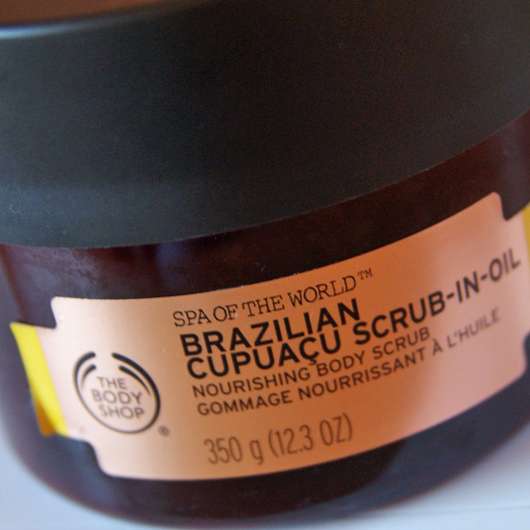 SPA OF THE WORLD™
BRAZILIAN
CUPUAÇU SCRUB-IN-OIL
NOURISHING BODY SCRUB
GOMMAGE NOURRISSANT À L'HUILE
350 g (12.3 OZ)
THE
BODY
SHOP
®